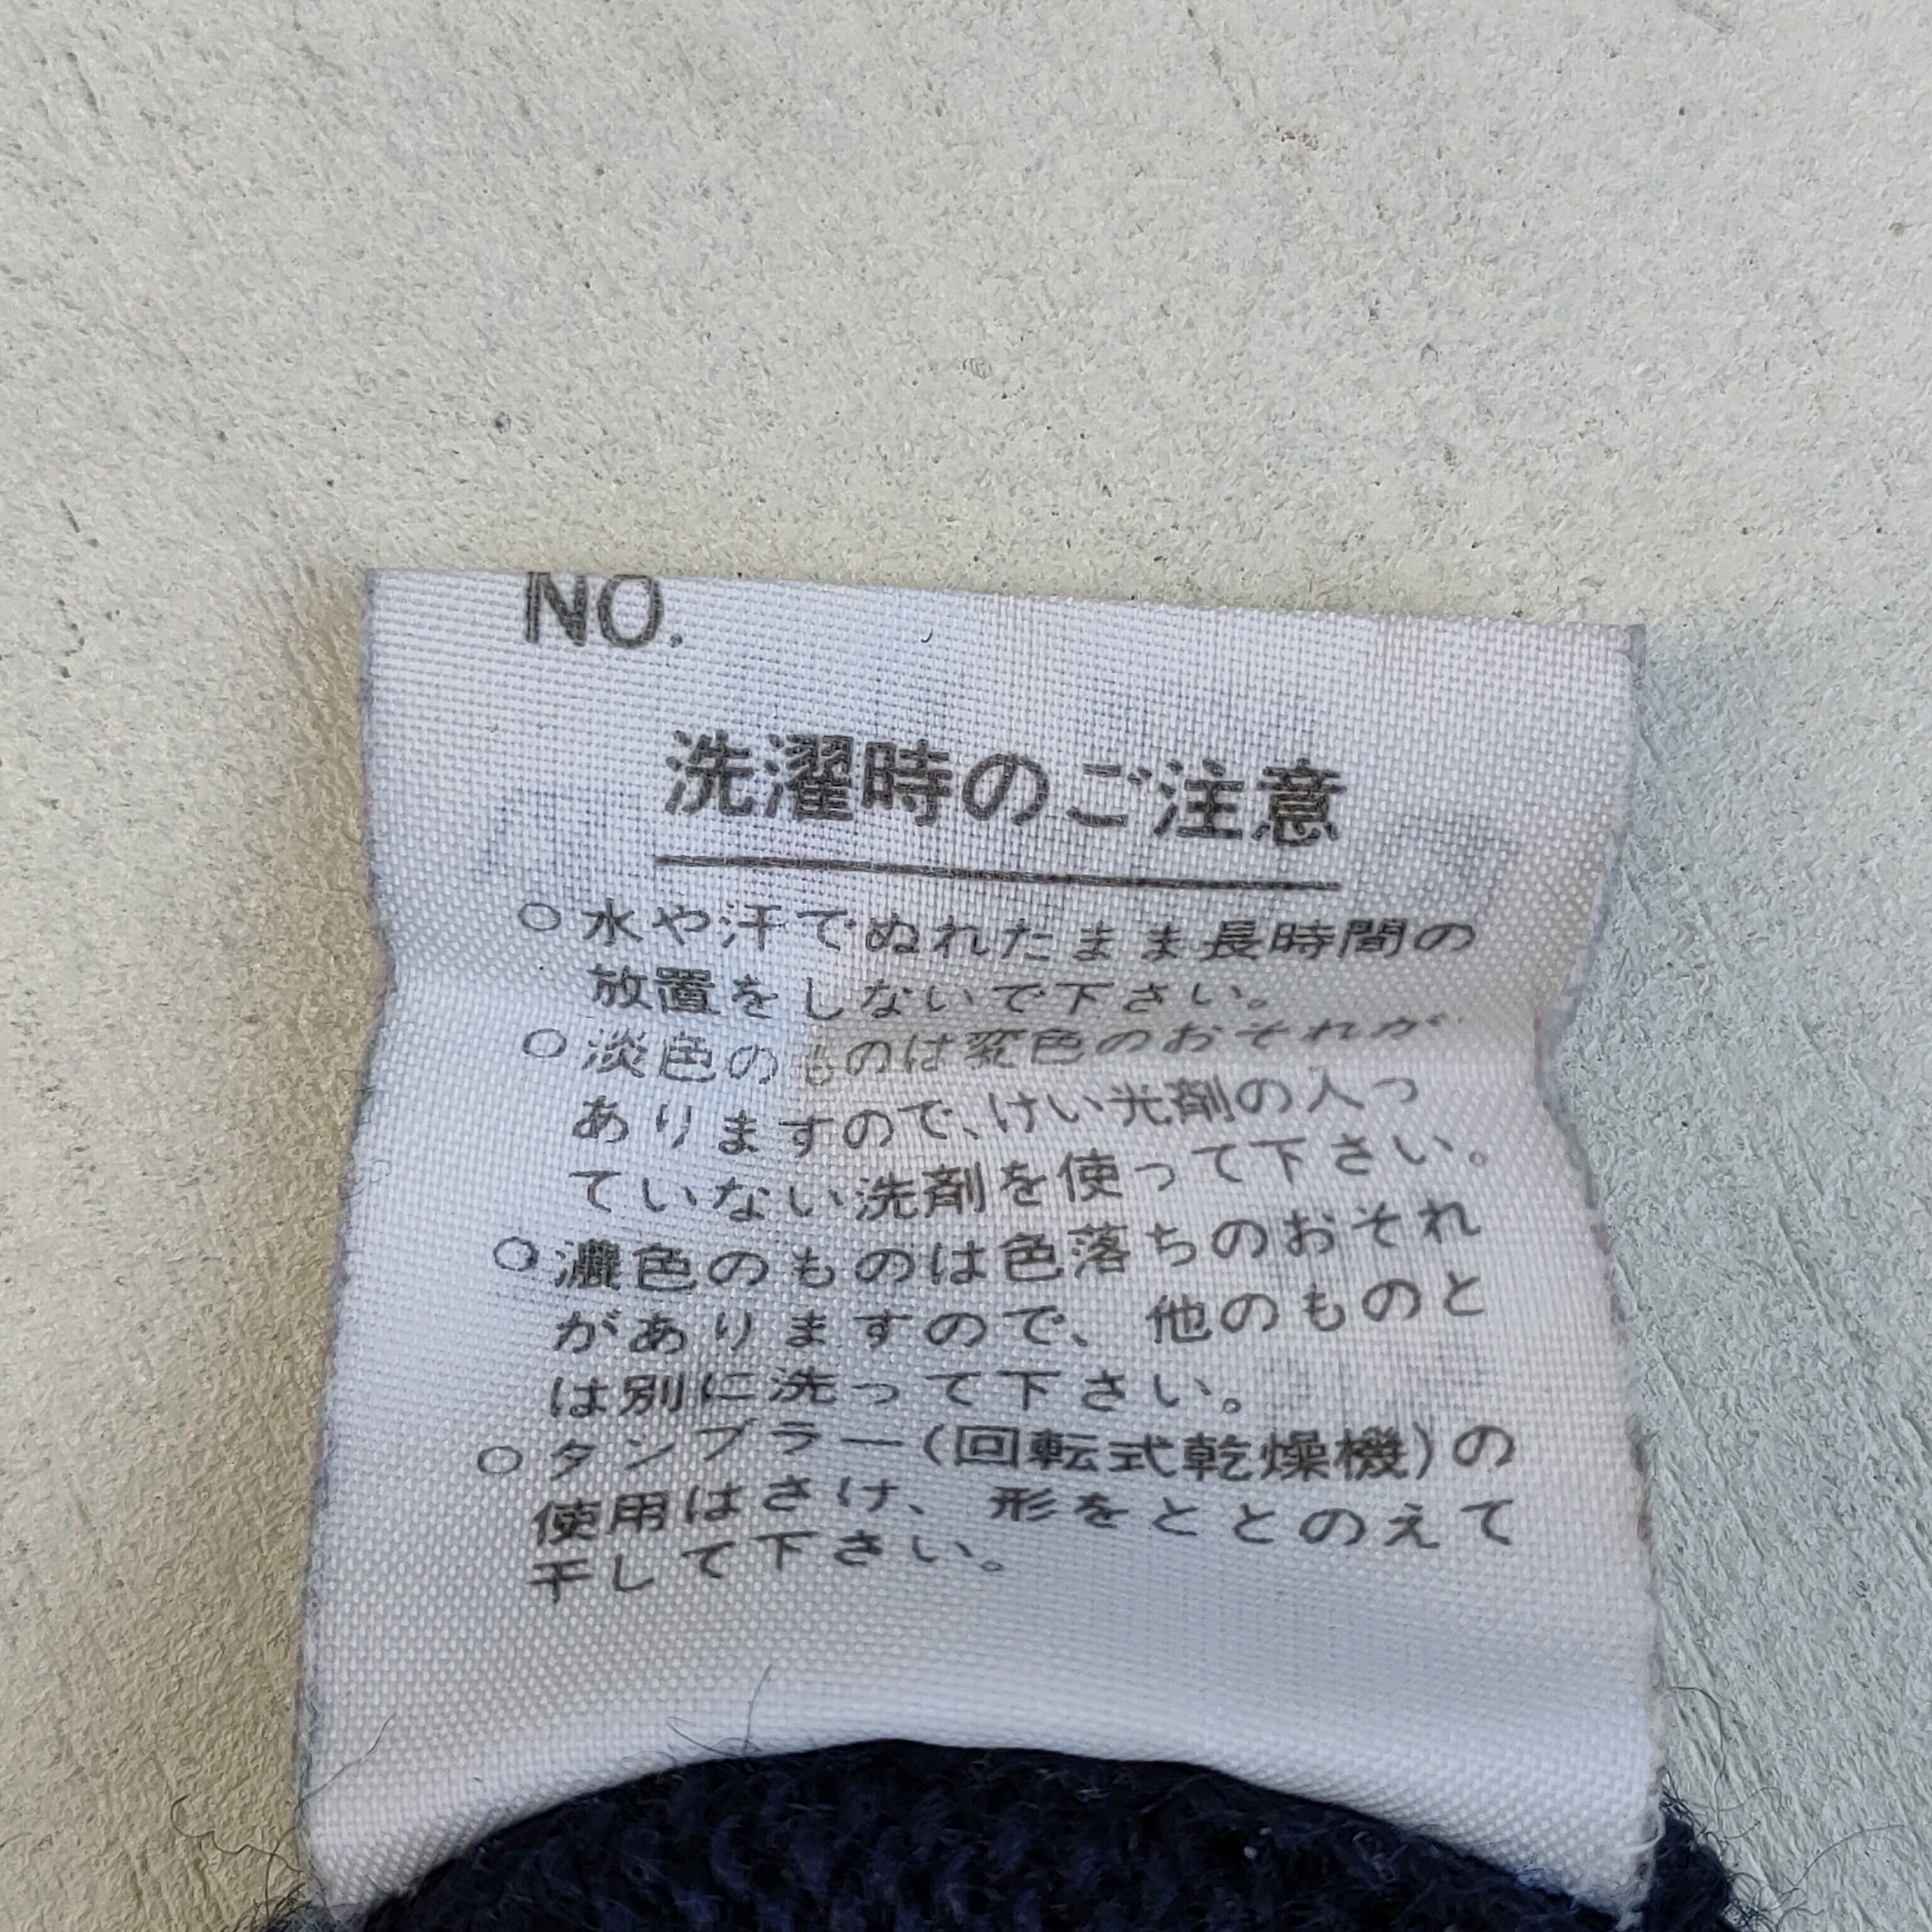 NO.
洗濯時のご注意
○水や汗でぬれたまま長時間の
放置をしないで下さい。
○淡色のものは変色のおそれが
ありますので、けい光剤の入っ
ていない洗剤を使って下さい。
○濃色のものは色落ちのおそれ
がありますので、他のものと
は別に洗って下さい。
○タンブラー(回転式乾燥機)の
使用はさけ、形をととのえて
干して下さい。